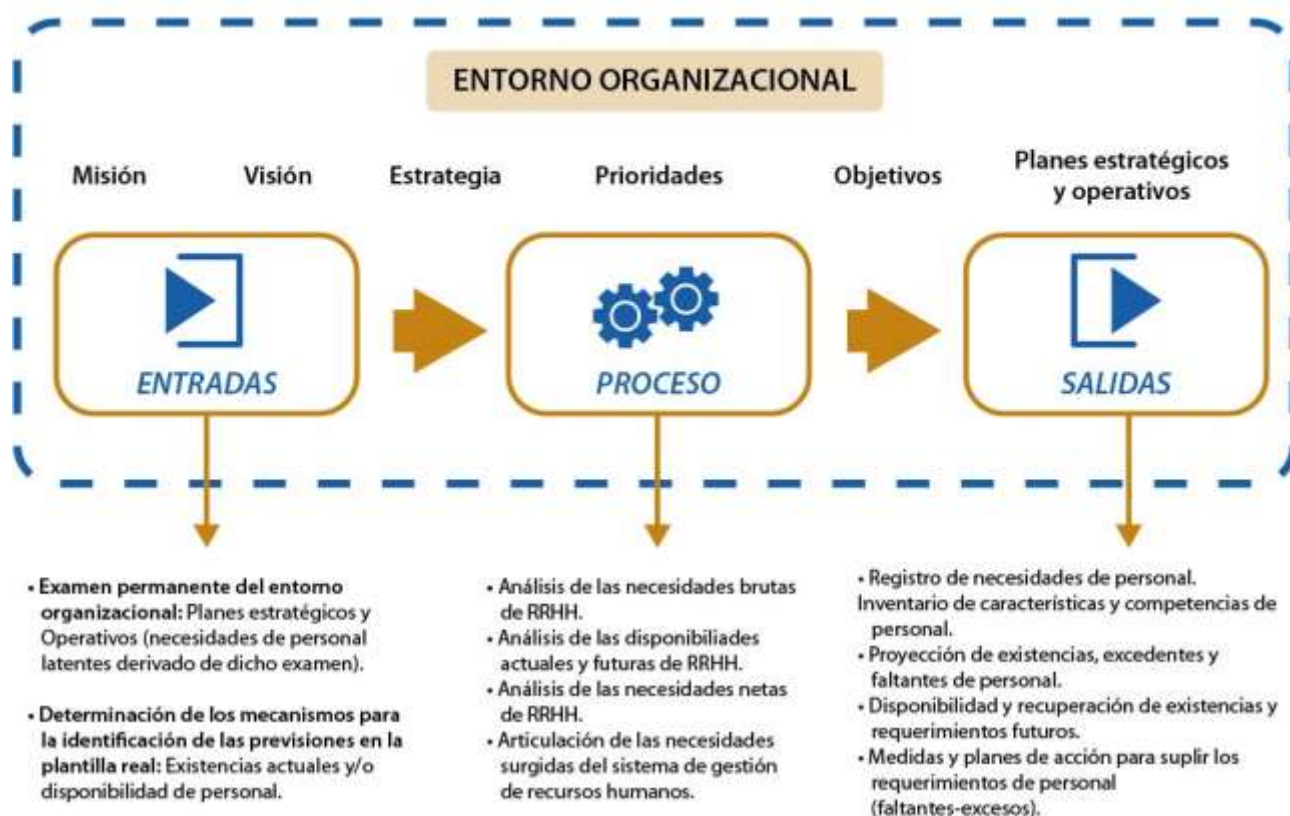 ENTORNO ORGANIZACIONAL
Misión
Visión
Estrategia
Prioridades
Objetivos
Planes estratégicos
y operativos
ENTRADAS
PROCESO
SALIDAS
• Examen permanente del entorno
organizacional: Planes estratégicos y
Operativos (necesidades de personal
latentes derivado de dicho examen).
• Determinación de los mecanismos para
la identificación de las previsiones en la
plantilla real: Existencias actuales y/o
disponibilidad de personal.
• Análisis de las necesidades brutas
de RRHH.
• Análisis de las disponibiliades
actuales y futuras de RRHH.
• Análisis de las necesidades netas
de RRHH.
• Articulación de las necesidades
surgidas del sistema de gestión
de recursos humanos.
• Registro de necesidades de personal.
Inventario de características y competencias de
personal.
• Proyección de existencias, excedentes y
faltantes de personal.
• Disponibilidad y recuperación de existencias y
requerimientos futuros.
• Medidas y planes de acción para suplir los
requerimientos de personal
(faltantes-excesos).